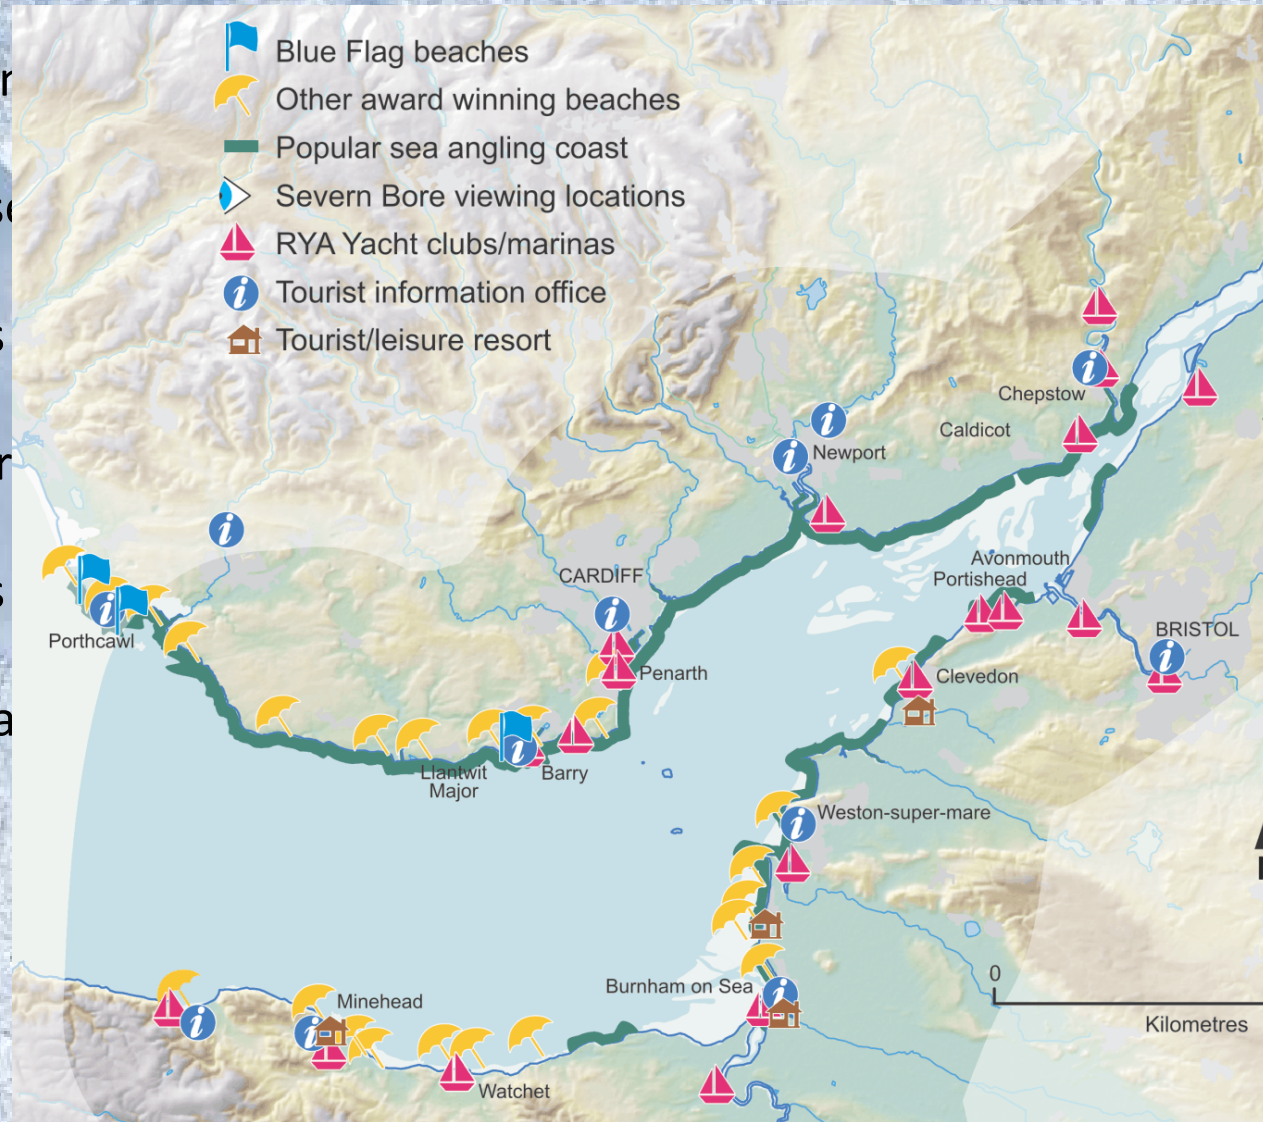 Blue Flag beaches
Other award winning beaches
Popular sea angling coast
Severn Bore viewing locations
RYA Yacht clubs/marinas
Tourist information office
Tourist/leisure resort
Chepstow
Caldicot
Newport
Avonmouth
Portishead
CARDIFF
BRISTOL
Porthcawl
Penarth
Clevedon
Llantwit
Major
Barry
Weston-super-mare
Burnham on Sea
0
Minehead
Kilometres
Watchet